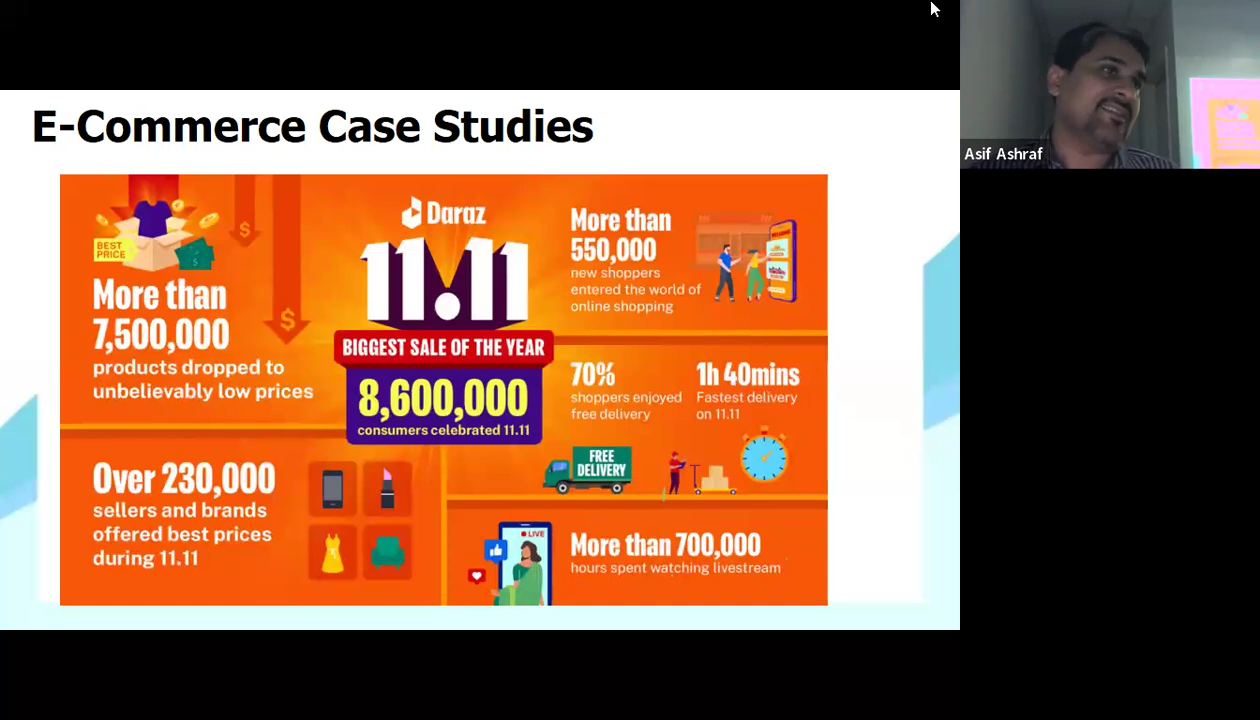 E-Commerce Case Studies
Asif Ashraf
BEST
PRICE
$
$
More than
7,500,000
products dropped to
unbelievably low prices
Daraz
11.11
BIGGEST SALE OF THE YEAR
8,600,000
consumers celebrated 11.11
More than
550,000
new shoppers
entered the world of
online shopping
70%
shoppers enjoyed
free delivery
1h 40mins
Fastest delivery
on 11.11
FREE
DELIVERY
Over 230,000
sellers and brands
offered best prices
during 11.11
LIVE
More than 700,000
hours spent watching livestream